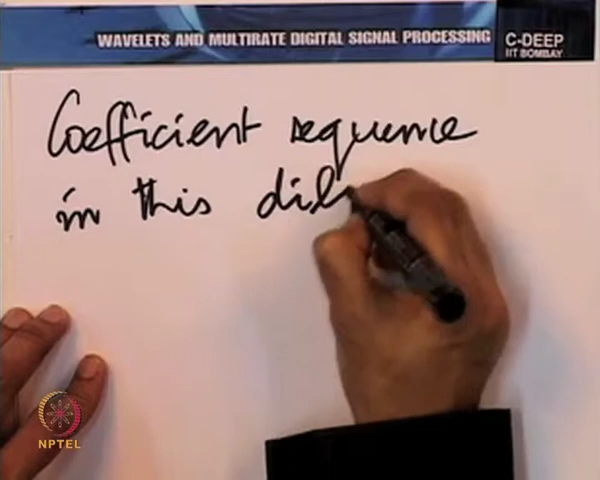 WAVELETS AND MULTIRATE DIGITAL SIGNAL PROCESSING
C-DEEP
IIT BOMBAY
Coefficient sequence
in this dil
NPTEL